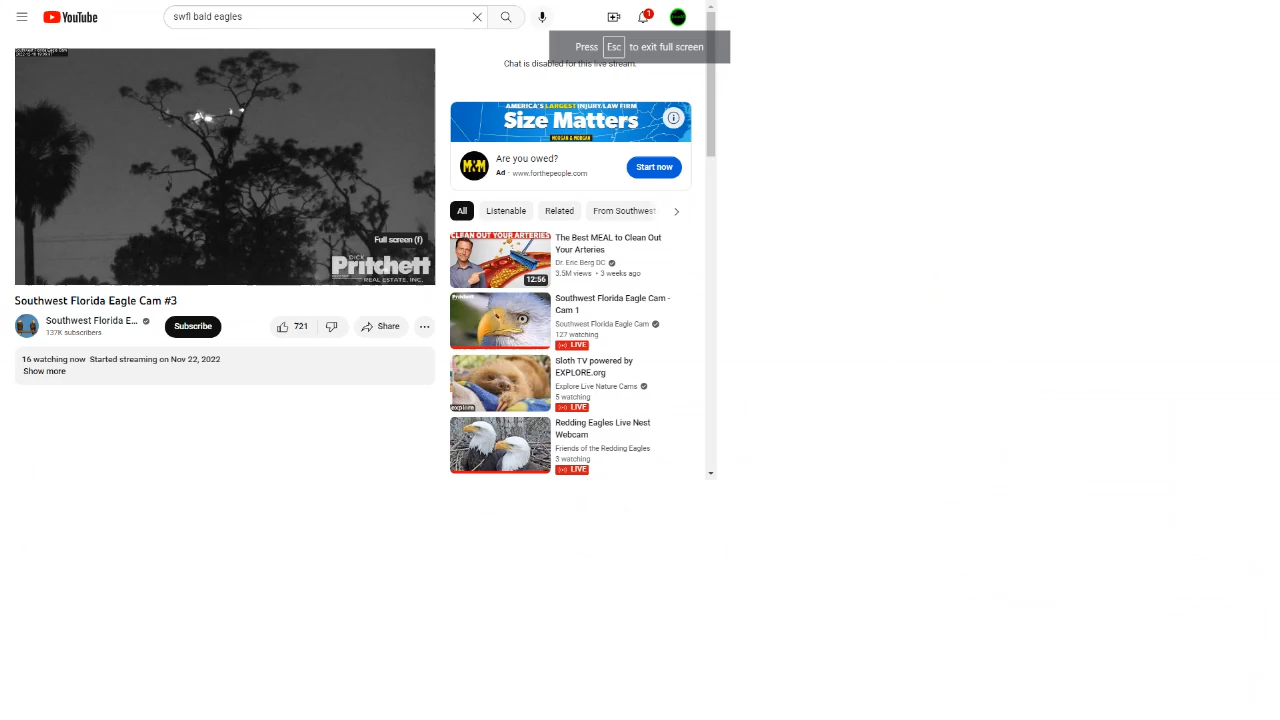 YouTube
swfl bald eagles
1
Press Esc to exit full screen
Chat is disabled for this live stream.
Full screen (f)
DICK
Pritchett
REAL ESTATE, INC.
Southwest Florida Eagle Cam #3
Southwest Florida E...
137K subscribers
Subscribe
721
Share
16 watching now Started streaming on Nov 22, 2022
Show more
AMERICA'S LARGEST INJURY LAW FIRM
Size Matters
MORGAN & MORGAN
M&M
Are you owed?
Ad · www.forthepeople.com
Start now
All
Listenable
Related
From Southwest
CLEAN OUT YOUR ARTERIES
12:56
The Best MEAL to Clean Out
Your Arteries
Dr. Eric Berg DC
3.5M views • 3 weeks ago
Pritchett
Southwest Florida Eagle Cam -
Cam 1
Southwest Florida Eagle Cam
127 watching
LIVE
explore
Sloth TV powered by
EXPLORE.org
Explore Live Nature Cams
5 watching
LIVE
Redding Eagles Live Nest
Webcam
Friends of the Redding Eagles
3 watching
LIVE